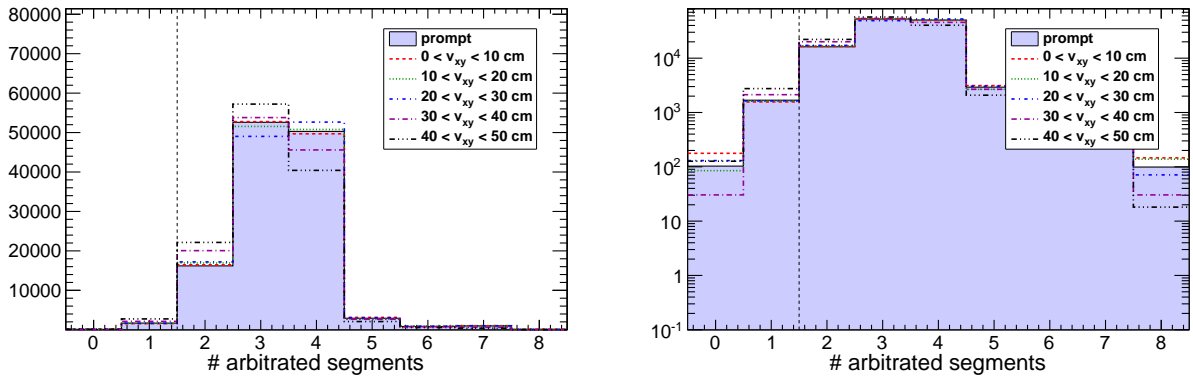 80000
70000
60000
50000
40000
30000
20000
10000
prompt
0 < v_xy < 10 cm
10 < v_xy < 20 cm
20 < v_xy < 30 cm
30 < v_xy < 40 cm
40 < v_xy < 50 cm
0 1 2 3 4 5 6 7 8
# arbitrated segments
10^4
10^3
10^2
10
1
10^-1
prompt
0 < v_xy < 10 cm
10 < v_xy < 20 cm
20 < v_xy < 30 cm
30 < v_xy < 40 cm
40 < v_xy < 50 cm
0 1 2 3 4 5 6 7 8
# arbitrated segments